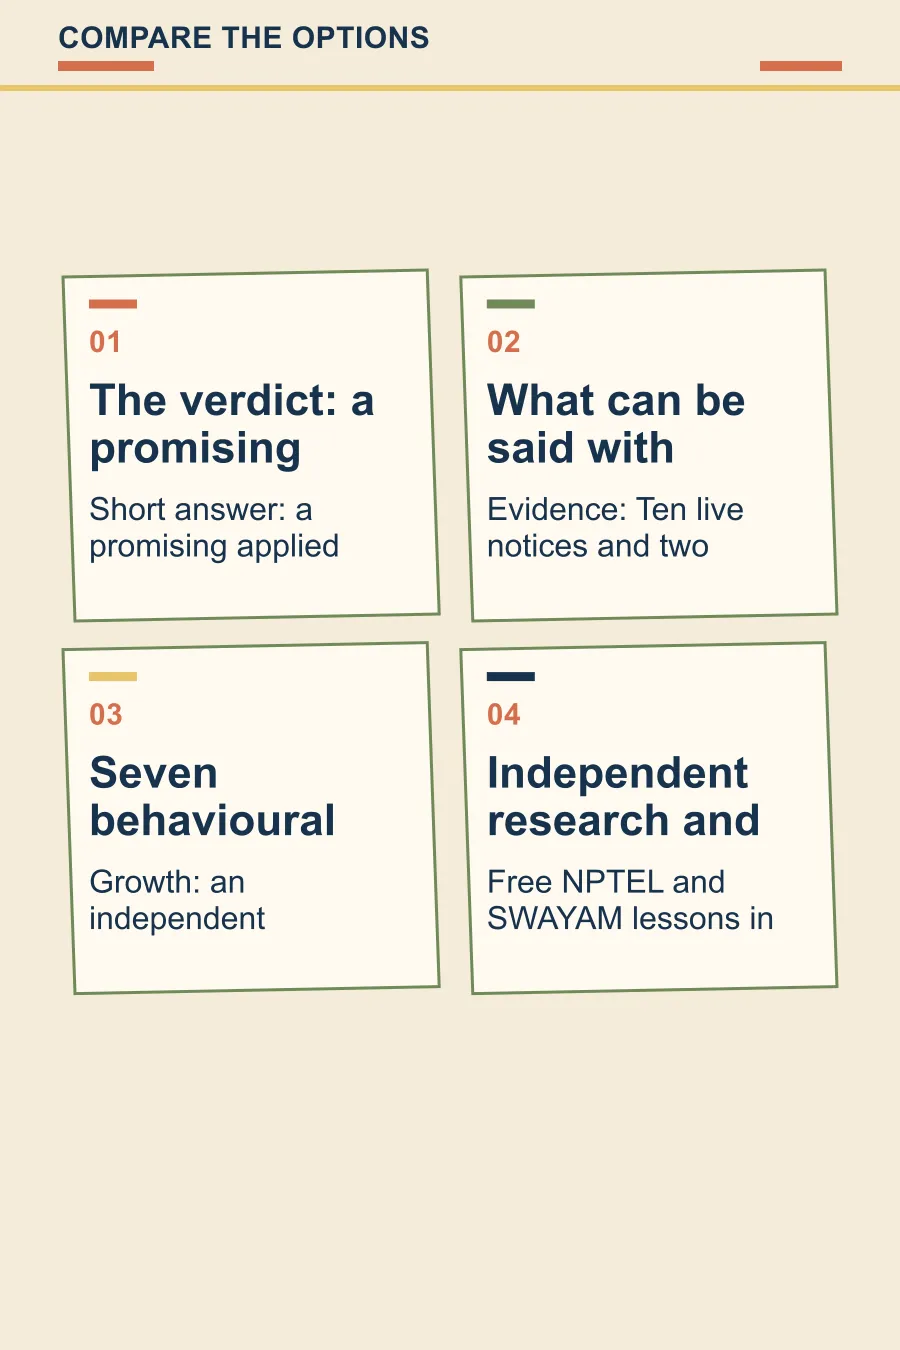 COMPARE THE OPTIONS
01
The verdict: a
promising
Short answer: a
promising applied
02
What can be
said with
Evidence: Ten live
notices and two
03
Seven
behavioural
Growth: an
independent
04
Independent
research and
Free NPTEL and
SWAYAM lessons in